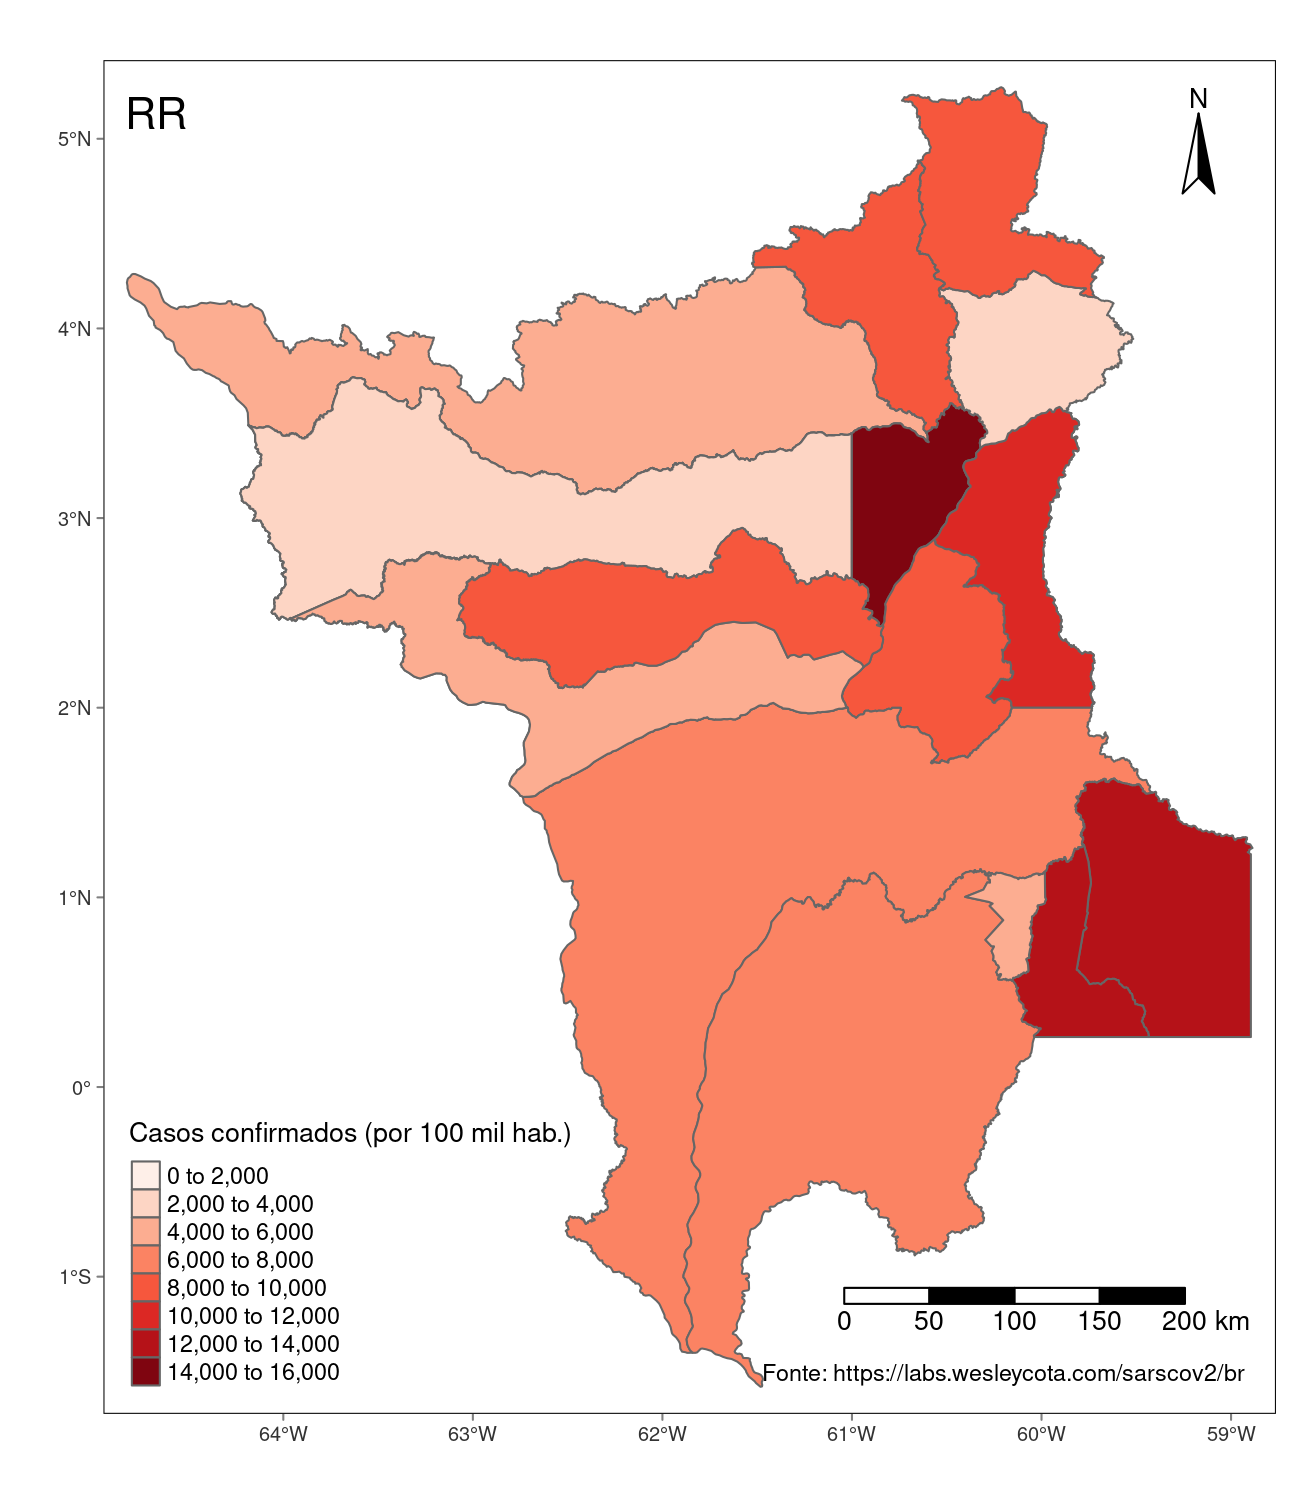 RR
N
5°N
4°N
3°N
2°N
1°N
0°
1°S
Casos confirmados (por 100 mil hab.)
0 to 2,000
2,000 to 4,000
4,000 to 6,000
6,000 to 8,000
8,000 to 10,000
10,000 to 12,000
12,000 to 14,000
14,000 to 16,000
0 50 100 150 200 km
Fonte: https://labs.wesleycota.com/sarscov2/br
64°W 63°W 62°W 61°W 60°W 59°W